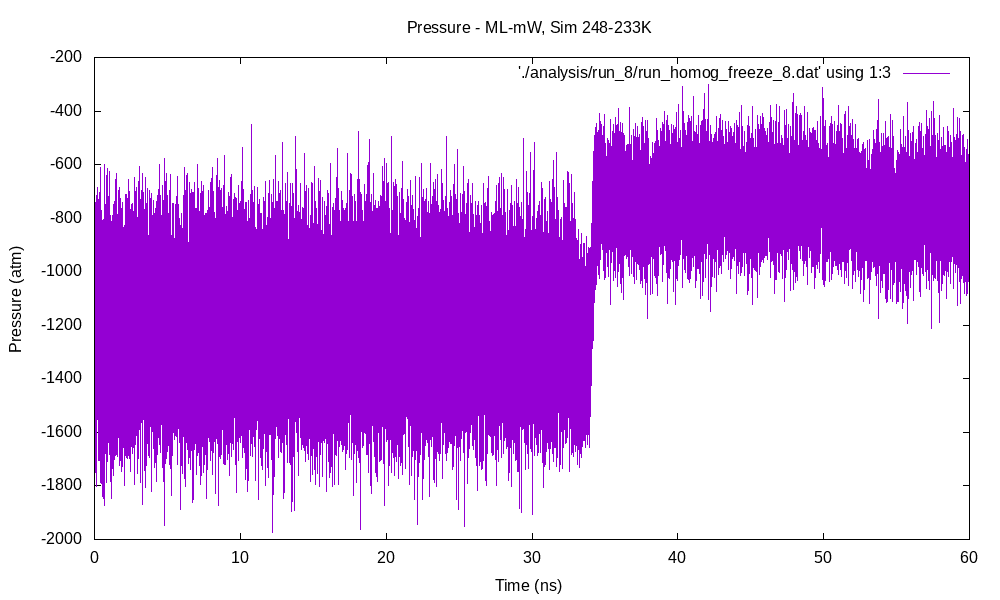 Pressure - ML-mW, Sim 248-233K
'./analysis/run_8/run_homog_freeze_8.dat' using 1:3
-200
-400
-600
-800
-1000
-1200
-1400
-1600
-1800
-2000
Pressure (atm)
0 10 20 30 40 50 60
Time (ns)